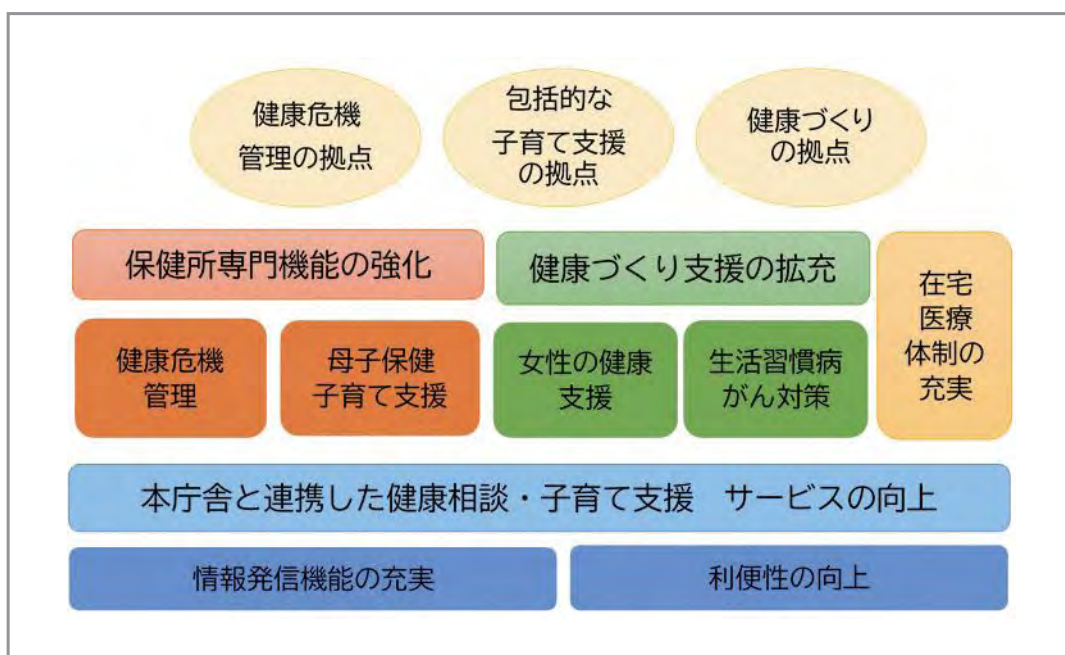 健康危機
管理の拠点
包括的な
子育て支援
の拠点
健康づくり
の拠点
保健所専門機能の強化
健康づくり支援の拡充
在宅
医療
体制の
充実
健康危機
管理
母子保健
子育て支援
女性の健康
支援
生活習慣病
がん対策
本庁舎と連携した健康相談・子育て支援　サービスの向上
情報発信機能の充実
利便性の向上